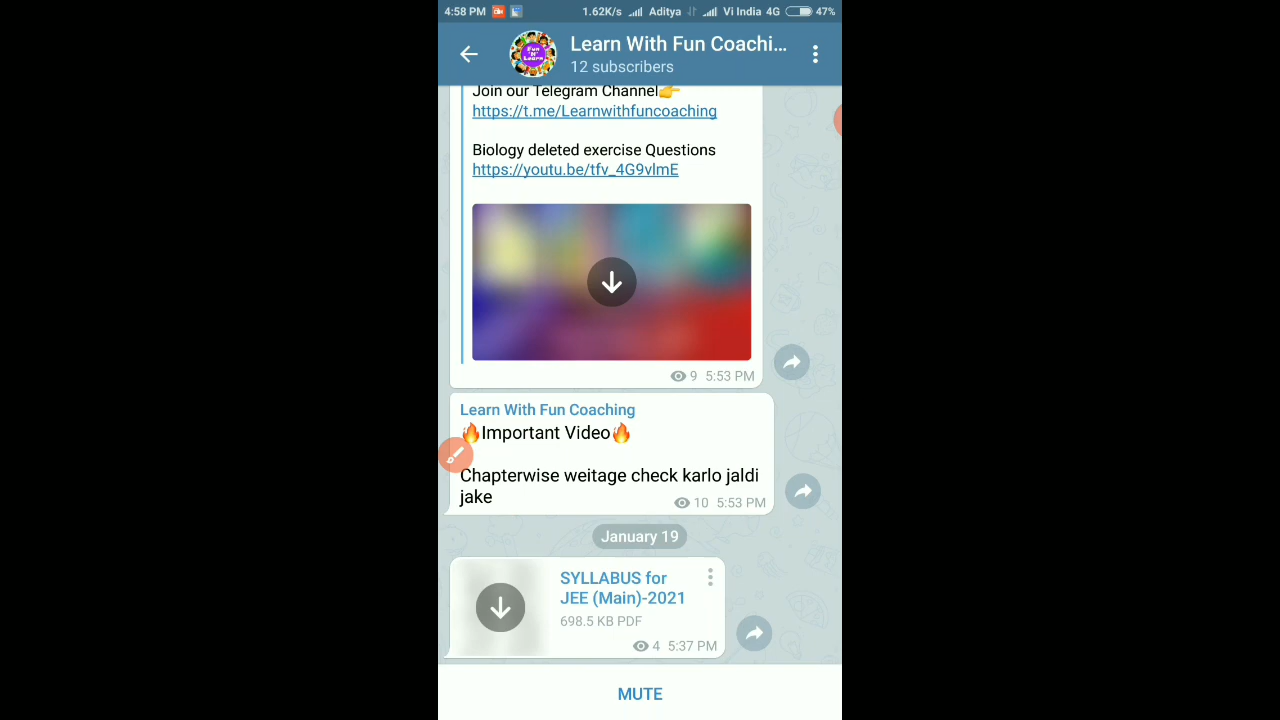 4:58 PM 1.62K/s Aditya Vi India 4G 47%
Learn With Fun Coachi...
12 subscribers
Fun
"N"
Learn
Join our Telegram Channel👉
https://t.me/Learnwithfuncoaching
Biology deleted exercise Questions
https://youtu.be/tfv_4G9vlmE
9 5:53 PM
Learn With Fun Coaching
🔥Important Video🔥
Chapterwise weitage check karlo jaldi
jake
10 5:53 PM
January 19
SYLLABUS for
JEE (Main)-2021
698.5 KB PDF
4 5:37 PM
MUTE